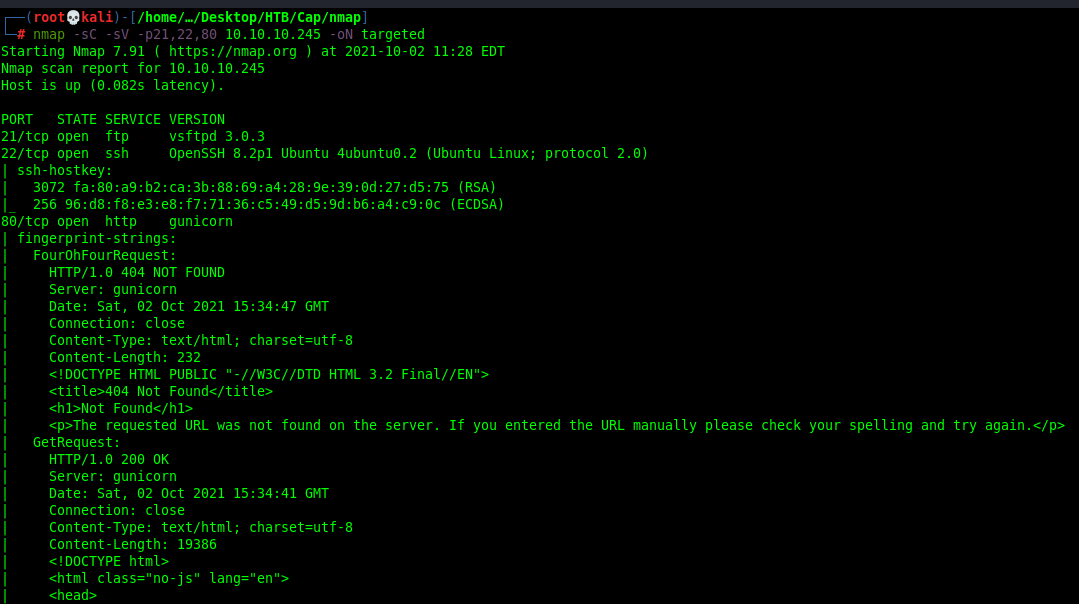 ┌──(root💀kali)-[/home/…/Desktop/HTB/Cap/nmap]
└─# nmap -sC -sV -p21,22,80 10.10.10.245 -oN targeted
Starting Nmap 7.91 ( https://nmap.org ) at 2021-10-02 11:28 EDT
Nmap scan report for 10.10.10.245
Host is up (0.082s latency).

PORT   STATE SERVICE VERSION
21/tcp open  ftp     vsftpd 3.0.3
22/tcp open  ssh     OpenSSH 8.2p1 Ubuntu 4ubuntu0.2 (Ubuntu Linux; protocol 2.0)
| ssh-hostkey:
|   3072 fa:80:a9:b2:ca:3b:88:69:a4:28:9e:39:0d:27:d5:75 (RSA)
|_  256 96:d8:f8:e3:e8:f7:71:36:c5:49:d5:9d:b6:a4:c9:0c (ECDSA)
80/tcp open  http    gunicorn
| fingerprint-strings:
|   FourOhFourRequest:
|     HTTP/1.0 404 NOT FOUND
|     Server: gunicorn
|     Date: Sat, 02 Oct 2021 15:34:47 GMT
|     Connection: close
|     Content-Type: text/html; charset=utf-8
|     Content-Length: 232
|     <!DOCTYPE HTML PUBLIC "-//W3C//DTD HTML 3.2 Final//EN">
|     <title>404 Not Found</title>
|     <h1>Not Found</h1>
|     <p>The requested URL was not found on the server. If you entered the URL manually please check your spelling and try again.</p>
|   GetRequest:
|     HTTP/1.0 200 OK
|     Server: gunicorn
|     Date: Sat, 02 Oct 2021 15:34:41 GMT
|     Connection: close
|     Content-Type: text/html; charset=utf-8
|     Content-Length: 19386
|     <!DOCTYPE html>
|     <html class="no-js" lang="en">
|     <head>